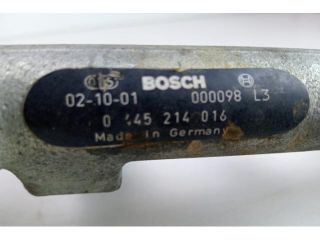 BOSCH
02-10-01 000098 L3
0 445 214 016
Made in Germany